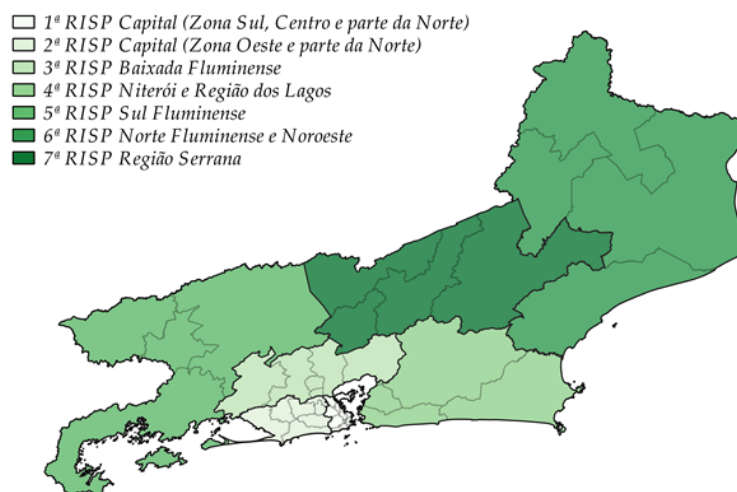 1ª RISP Capital (Zona Sul, Centro e parte da Norte)
2ª RISP Capital (Zona Oeste e parte da Norte)
3ª RISP Baixada Fluminense
4ª RISP Niterói e Região dos Lagos
5ª RISP Sul Fluminense
6ª RISP Norte Fluminense e Noroeste
7ª RISP Região Serrana